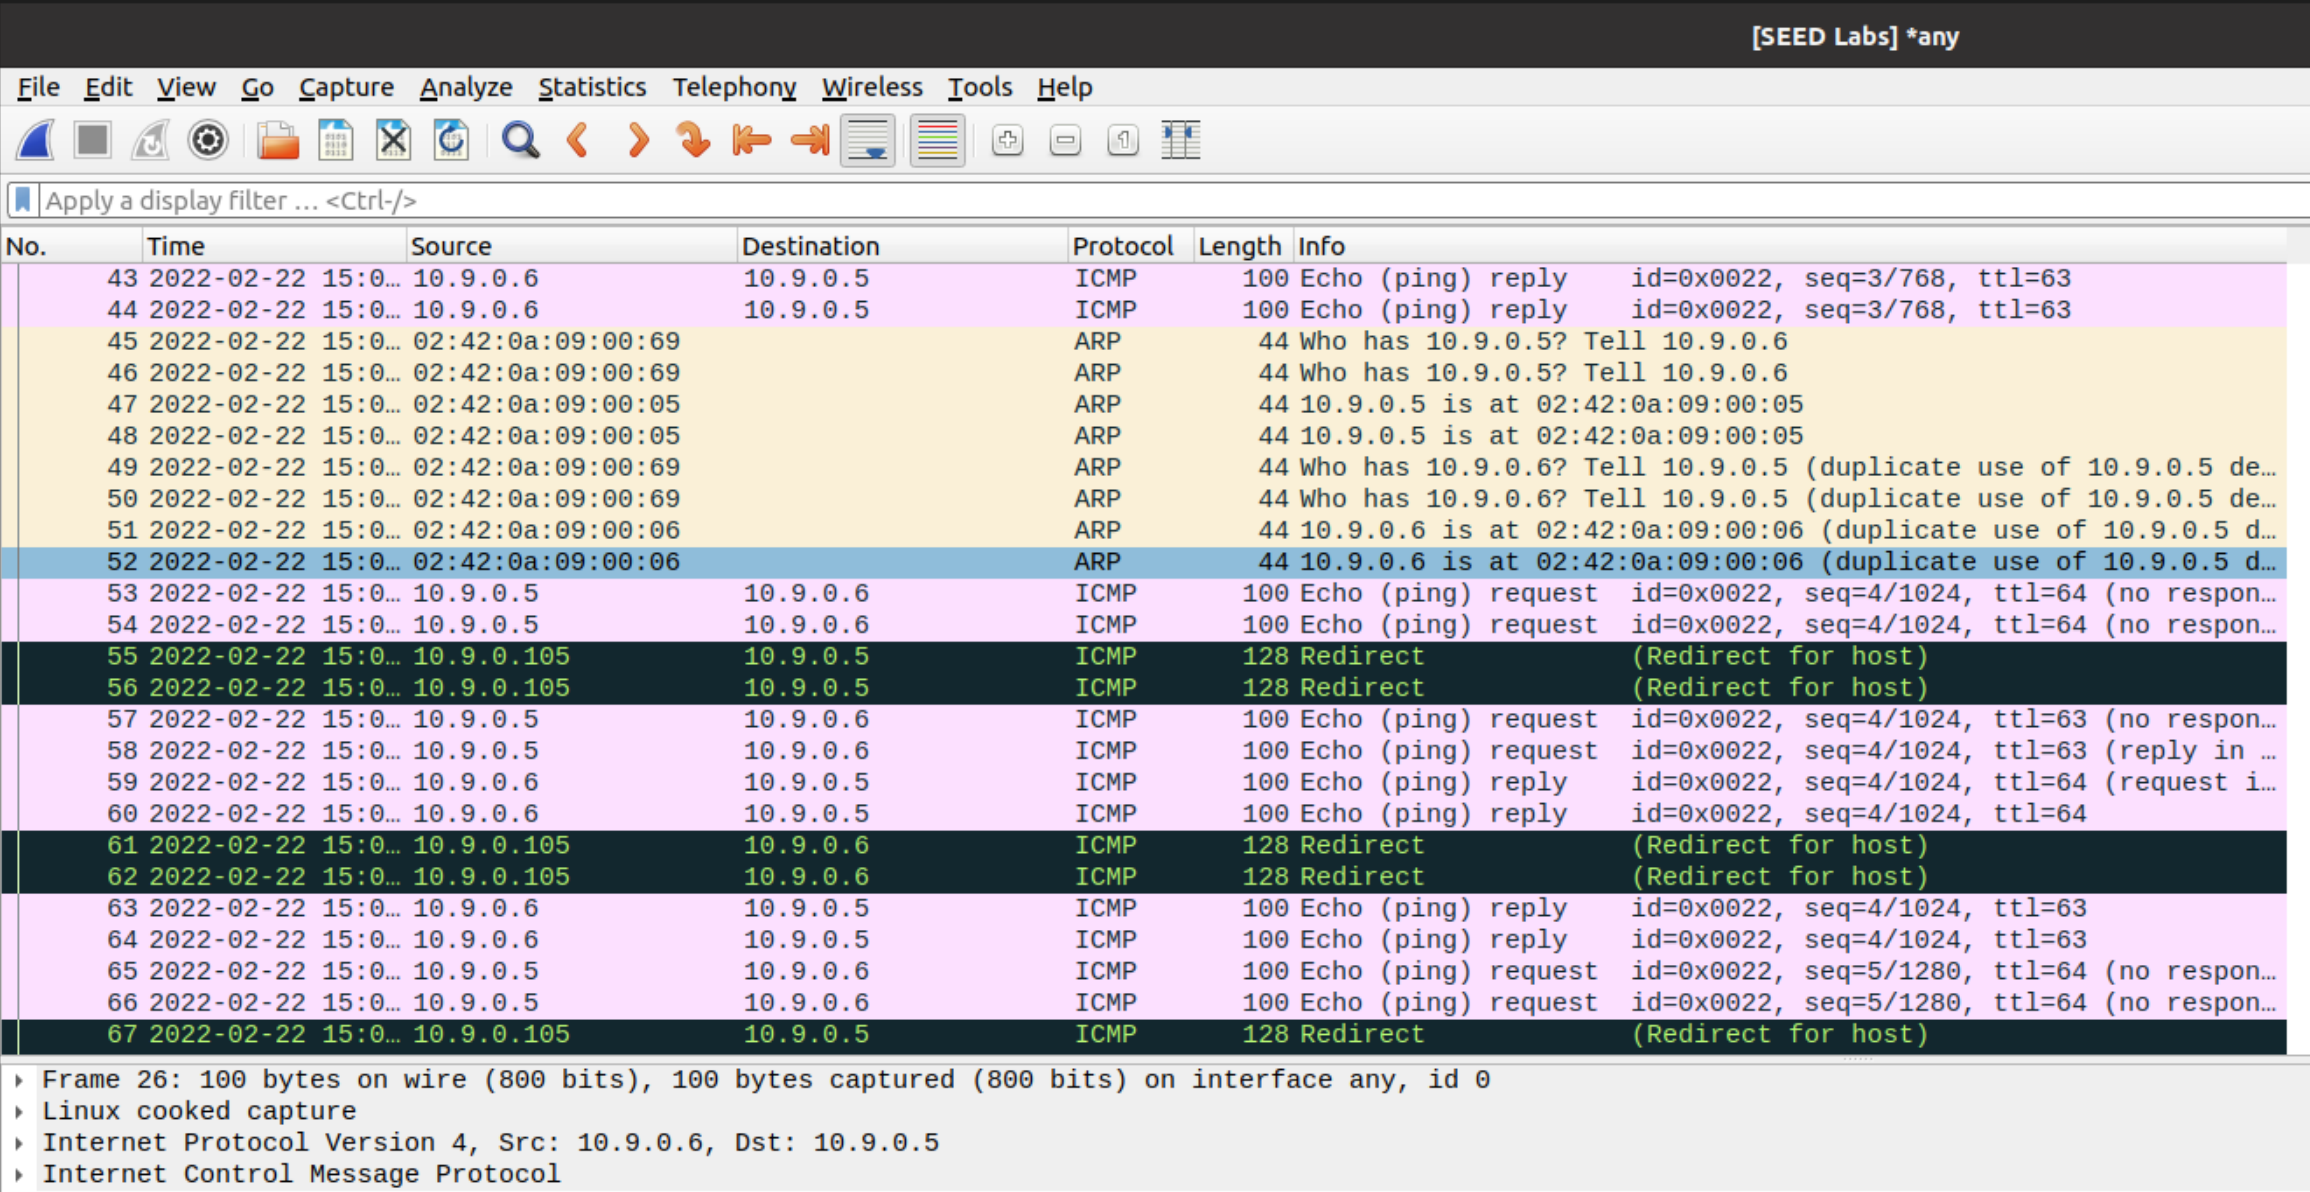 [SEED Labs] *any
File Edit View Go Capture Analyze Statistics Telephony Wireless Tools Help
Apply a display filter … <Ctrl-/>
No. Time Source Destination Protocol Length Info
43 2022-02-22 15:0… 10.9.0.6 10.9.0.5 ICMP 100 Echo (ping) reply id=0x0022, seq=3/768, ttl=63
44 2022-02-22 15:0… 10.9.0.6 10.9.0.5 ICMP 100 Echo (ping) reply id=0x0022, seq=3/768, ttl=63
45 2022-02-22 15:0… 02:42:0a:09:00:69 ARP 44 Who has 10.9.0.5? Tell 10.9.0.6
46 2022-02-22 15:0… 02:42:0a:09:00:69 ARP 44 Who has 10.9.0.5? Tell 10.9.0.6
47 2022-02-22 15:0… 02:42:0a:09:00:05 ARP 44 10.9.0.5 is at 02:42:0a:09:00:05
48 2022-02-22 15:0… 02:42:0a:09:00:05 ARP 44 10.9.0.5 is at 02:42:0a:09:00:05
49 2022-02-22 15:0… 02:42:0a:09:00:69 ARP 44 Who has 10.9.0.6? Tell 10.9.0.5 (duplicate use of 10.9.0.5 de…
50 2022-02-22 15:0… 02:42:0a:09:00:69 ARP 44 Who has 10.9.0.6? Tell 10.9.0.5 (duplicate use of 10.9.0.5 de…
51 2022-02-22 15:0… 02:42:0a:09:00:06 ARP 44 10.9.0.6 is at 02:42:0a:09:00:06 (duplicate use of 10.9.0.5 d…
52 2022-02-22 15:0… 02:42:0a:09:00:06 ARP 44 10.9.0.6 is at 02:42:0a:09:00:06 (duplicate use of 10.9.0.5 d…
53 2022-02-22 15:0… 10.9.0.5 10.9.0.6 ICMP 100 Echo (ping) request id=0x0022, seq=4/1024, ttl=64 (no respon…
54 2022-02-22 15:0… 10.9.0.5 10.9.0.6 ICMP 100 Echo (ping) request id=0x0022, seq=4/1024, ttl=64 (no respon…
55 2022-02-22 15:0… 10.9.0.105 10.9.0.5 ICMP 128 Redirect (Redirect for host)
56 2022-02-22 15:0… 10.9.0.105 10.9.0.5 ICMP 128 Redirect (Redirect for host)
57 2022-02-22 15:0… 10.9.0.5 10.9.0.6 ICMP 100 Echo (ping) request id=0x0022, seq=4/1024, ttl=63 (no respon…
58 2022-02-22 15:0… 10.9.0.5 10.9.0.6 ICMP 100 Echo (ping) request id=0x0022, seq=4/1024, ttl=63 (reply in …
59 2022-02-22 15:0… 10.9.0.6 10.9.0.5 ICMP 100 Echo (ping) reply id=0x0022, seq=4/1024, ttl=64 (request i…
60 2022-02-22 15:0… 10.9.0.6 10.9.0.5 ICMP 100 Echo (ping) reply id=0x0022, seq=4/1024, ttl=64
61 2022-02-22 15:0… 10.9.0.105 10.9.0.6 ICMP 128 Redirect (Redirect for host)
62 2022-02-22 15:0… 10.9.0.105 10.9.0.6 ICMP 128 Redirect (Redirect for host)
63 2022-02-22 15:0… 10.9.0.6 10.9.0.5 ICMP 100 Echo (ping) reply id=0x0022, seq=4/1024, ttl=63
64 2022-02-22 15:0… 10.9.0.6 10.9.0.5 ICMP 100 Echo (ping) reply id=0x0022, seq=4/1024, ttl=63
65 2022-02-22 15:0… 10.9.0.5 10.9.0.6 ICMP 100 Echo (ping) request id=0x0022, seq=5/1280, ttl=64 (no respon…
66 2022-02-22 15:0… 10.9.0.5 10.9.0.6 ICMP 100 Echo (ping) request id=0x0022, seq=5/1280, ttl=64 (no respon…
67 2022-02-22 15:0… 10.9.0.105 10.9.0.5 ICMP 128 Redirect (Redirect for host)
Frame 26: 100 bytes on wire (800 bits), 100 bytes captured (800 bits) on interface any, id 0
Linux cooked capture
Internet Protocol Version 4, Src: 10.9.0.6, Dst: 10.9.0.5
Internet Control Message Protocol